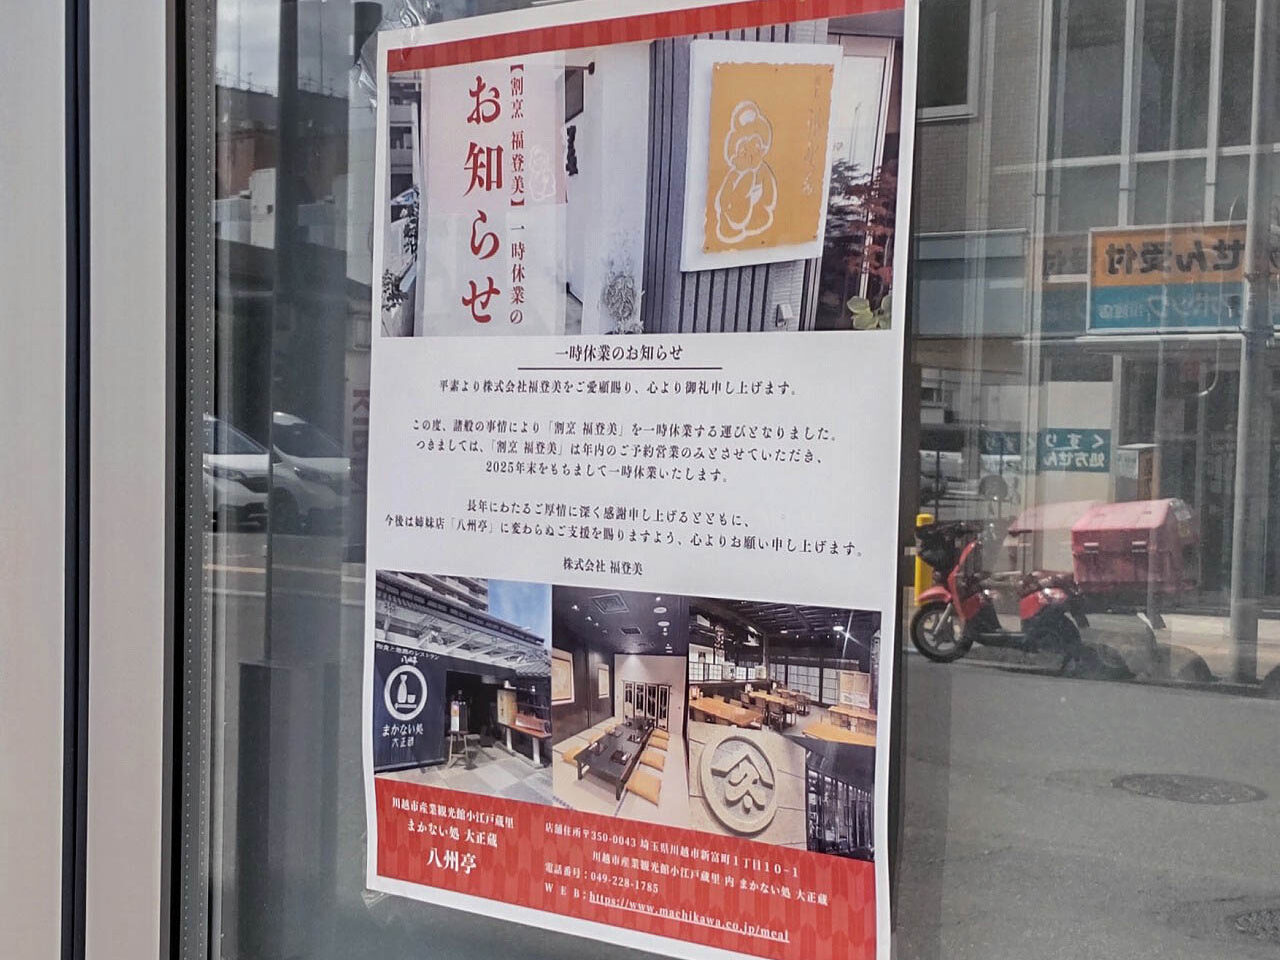 【割烹 福登美】一時休業の
お知らせ
一時休業のお知らせ
平素より株式会社福登美をご愛顧賜り、心より御礼申し上げます。
この度、諸般の事情により「割烹 福登美」を一時休業する運びとなりました。
つきましては、「割烹 福登美」は年内のご予約営業のみとさせていただき、
2025年末をもちまして一時休業いたします。
長年にわたるご厚情に深く感謝申し上げるとともに、
今後は姉妹店「八州亭」に変わらぬご支援を賜りますよう、心よりお願い申し上げます。
株式会社 福登美
まかない処
大正蔵
川越市産業観光館小江戸蔵里
まかない処 大正蔵
八州亭
店舗住所〒350-0043 埼玉県川越市新富町1丁目10-1
川越市産業観光館小江戸蔵里 内 まかない処 大正蔵
電話番号:049-228-1785
WEB:https://www.machikawa.co.jp/meal
せん受付
くすり
処方せん